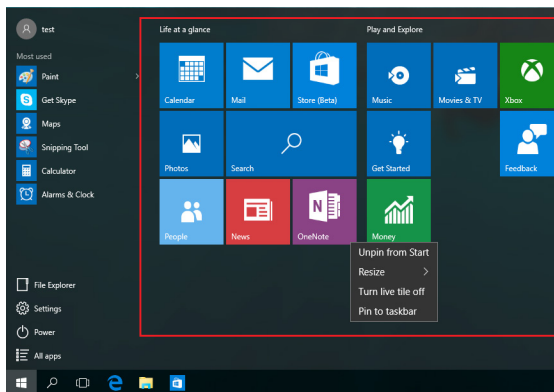 test
Most used
Paint
Get Skype
Maps
Snipping Tool
Calculator
Alarms & Clock
File Explorer
Settings
Power
All apps
Life at a glance
Play and Explore
Calendar
Mail
Store (Beta)
Music
Movies & TV
Xbox
Photos
Search
Get Started
Feedback
People
News
OneNote
Money
Unpin from Start
Resize
Turn live tile off
Pin to taskbar